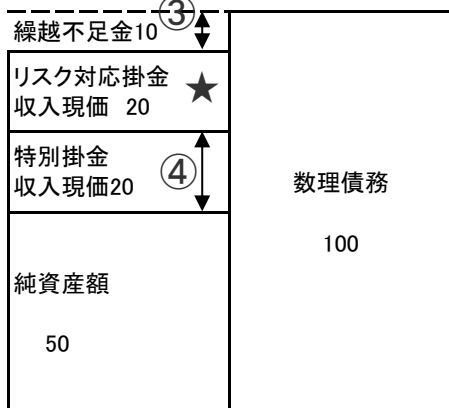 ③
繰越不足金10
リスク対応掛金
収入現価 20
★
特別掛金
収入現価20
④
純資産額
50
数理債務
100